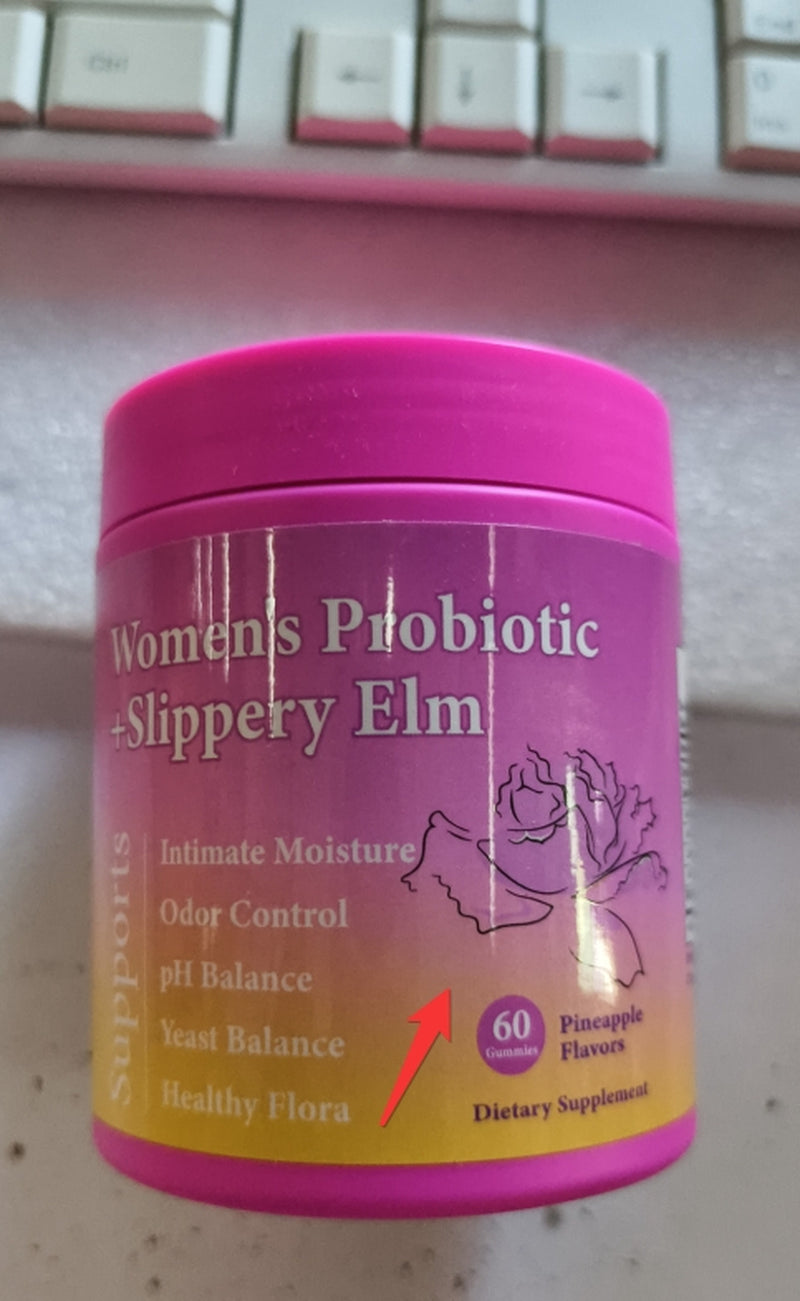 Ctrl
←
↓
→
Women's Probiotic
+Slippery Elm
Supports
Intimate Moisture
Odor Control
pH Balance
Yeast Balance
Healthy Flora
60
Gummies
Pineapple
Flavors
Dietary Supplement